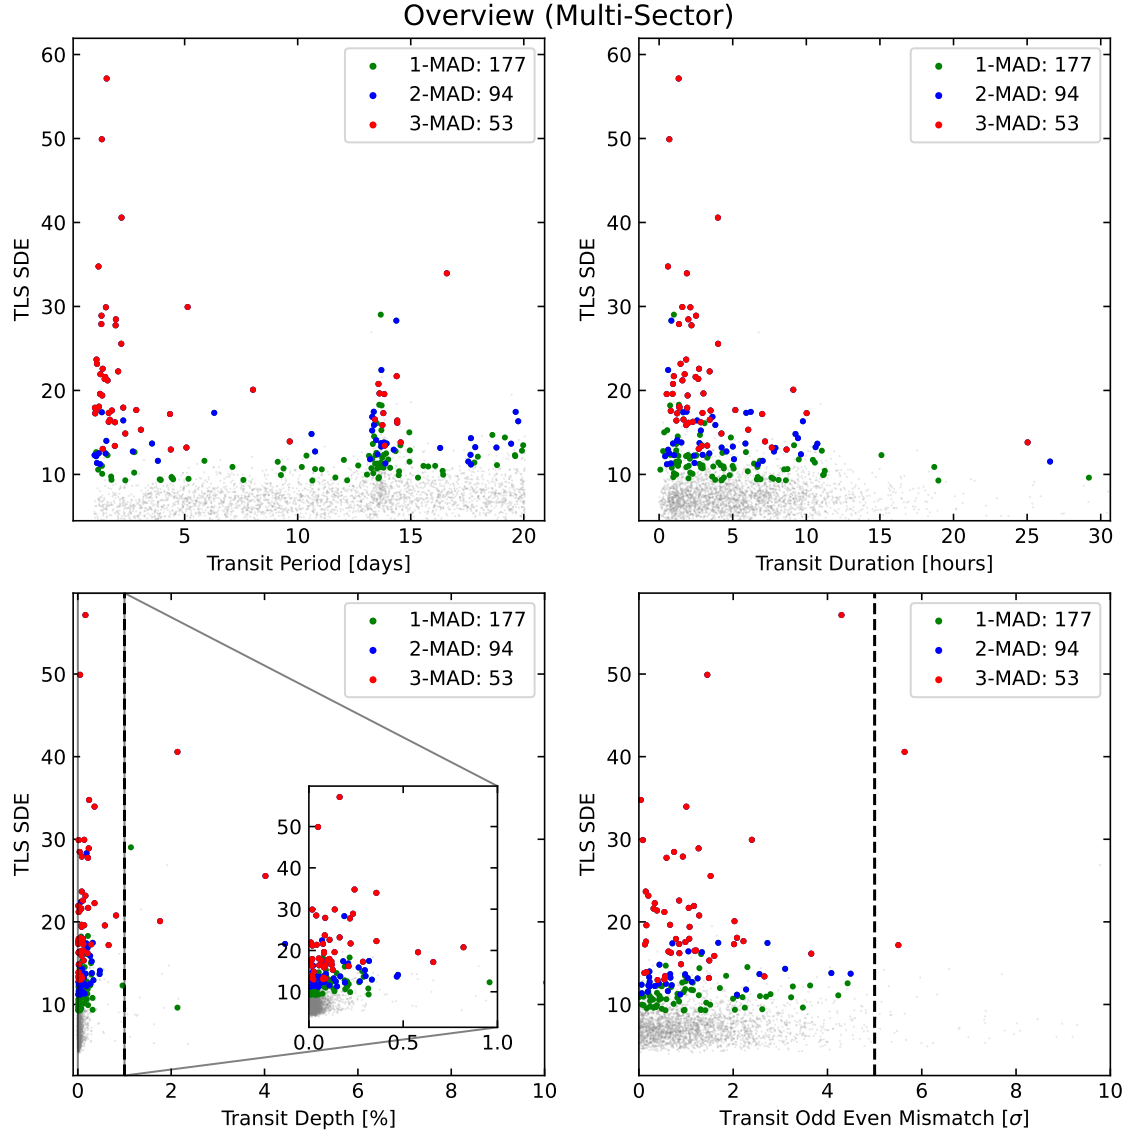 Overview (Multi-Sector)
60
50
40
30
20
10
TLS SDE
5
10
15
20
Transit Period [days]
1-MAD: 177
2-MAD: 94
3-MAD: 53
60
50
40
30
20
10
TLS SDE
0
5
10
15
20
25
30
Transit Duration [hours]
1-MAD: 177
2-MAD: 94
3-MAD: 53
50
40
30
20
10
TLS SDE
0
2
4
6
8
10
Transit Depth [%]
1-MAD: 177
2-MAD: 94
3-MAD: 53
50
40
30
20
10
0.0
0.5
1.0
50
40
30
20
10
TLS SDE
0
2
4
6
8
10
Transit Odd Even Mismatch [σ]
1-MAD: 177
2-MAD: 94
3-MAD: 53